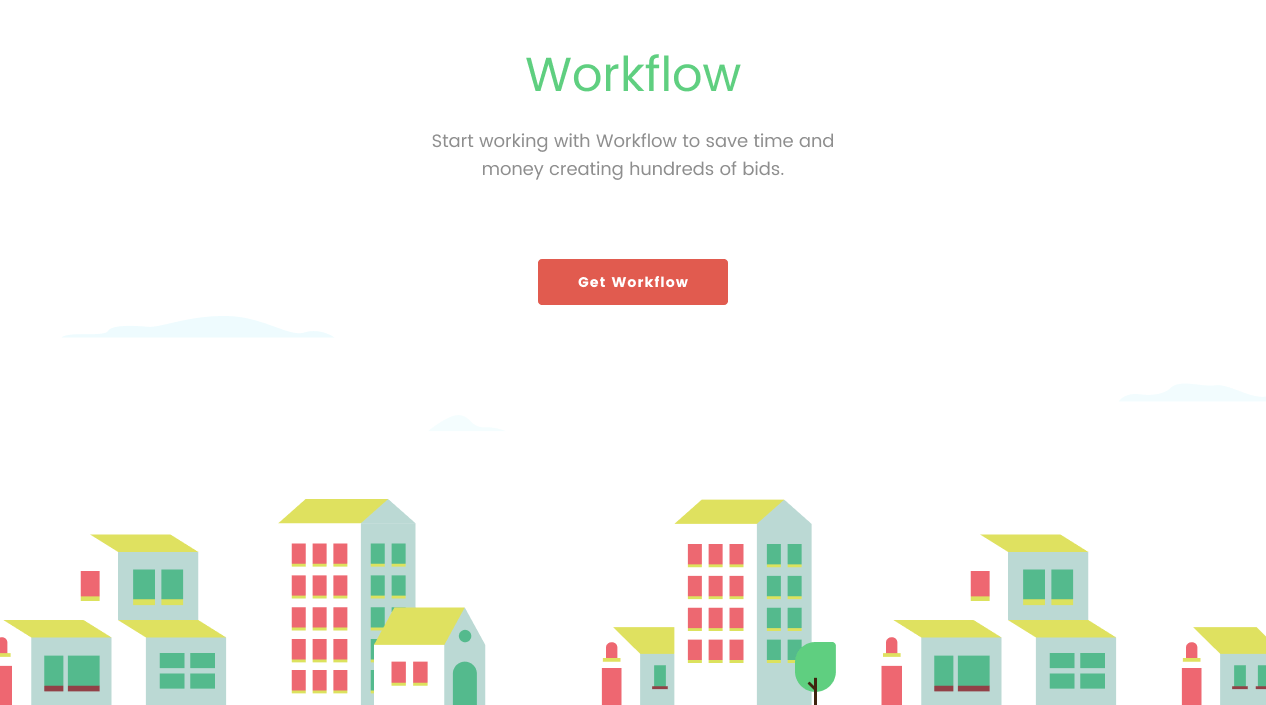 Workflow
Start working with Workflow to save time and
money creating hundreds of bids.
Get Workflow